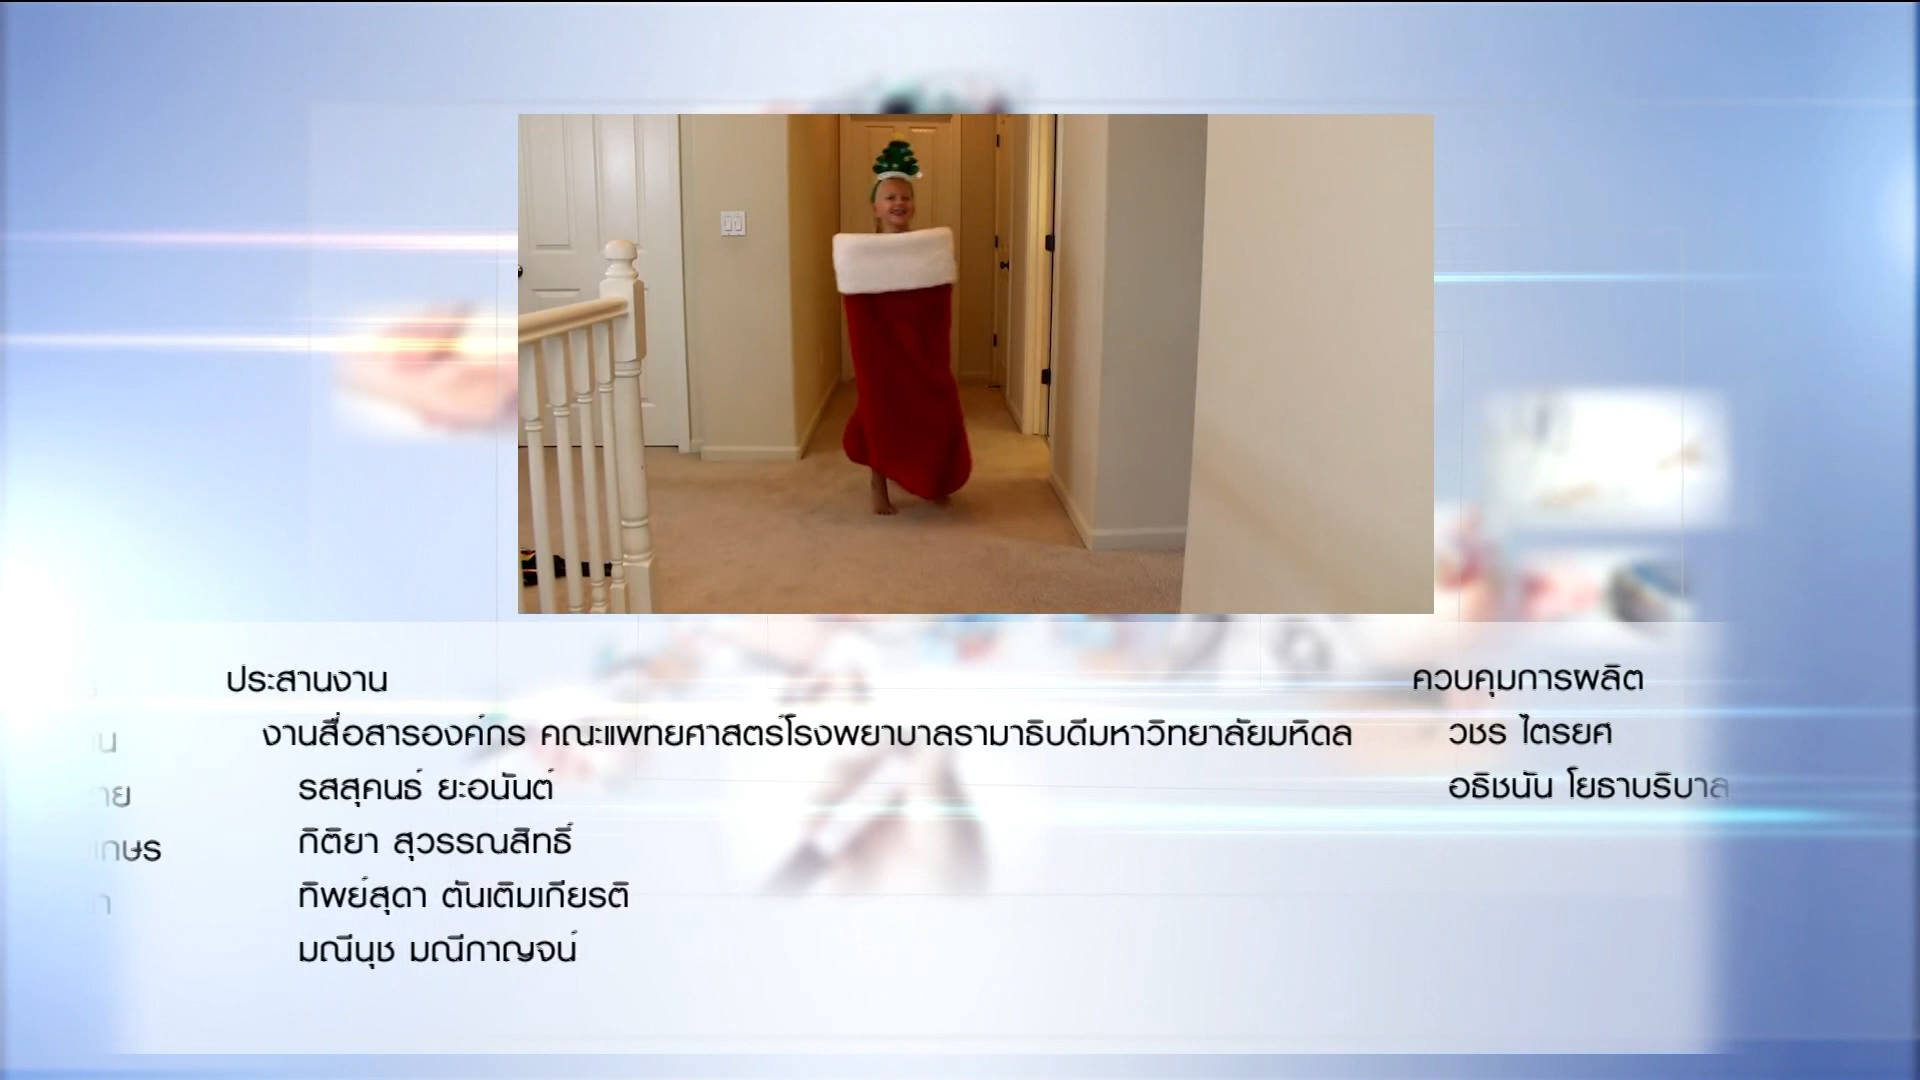 ประสานงาน
งานสื่อสารองค์กร คณะแพทยศาสตร์โรงพยาบาลรามาธิบดีมหาวิทยาลัยมหิดล
รสสุคนธ์ ยะอนันต์
กิติยา สุวรรณสิทธิ์
ทิพย์สุดา ตันเติมเกียรติ
มณีนุช มณีกาญจน์
ควบคุมการผลิต
วชร ไตรยศ
อธิชนัน โยธาบริบาล